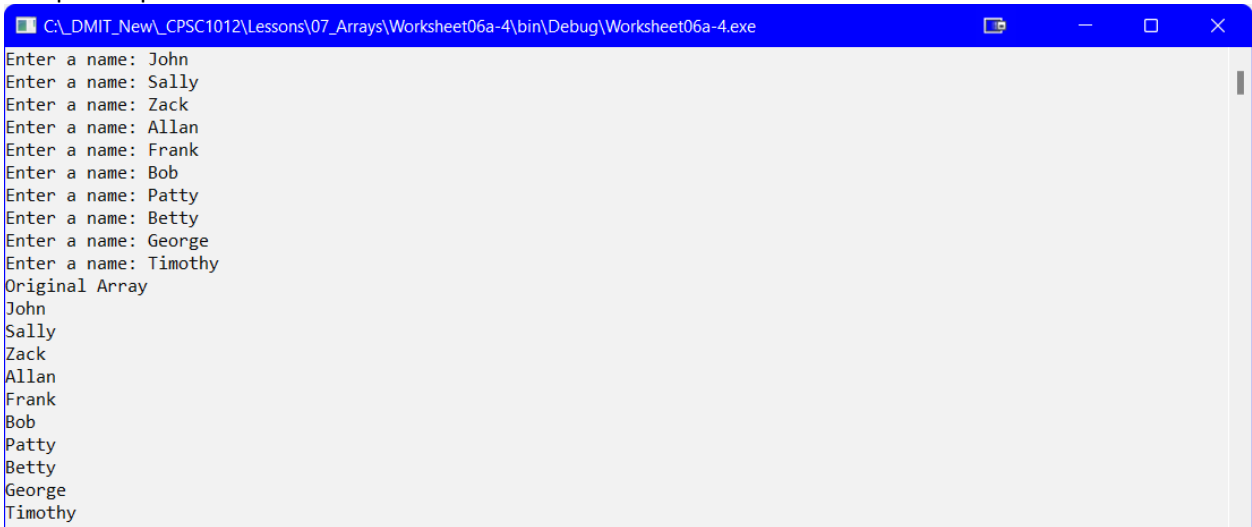 C:\_DMIT_New\_CPSC1012\Lessons\07_Arrays\Worksheet06a-4\bin\Debug\Worksheet06a-4.exe
Enter a name: John
Enter a name: Sally
Enter a name: Zack
Enter a name: Allan
Enter a name: Frank
Enter a name: Bob
Enter a name: Patty
Enter a name: Betty
Enter a name: George
Enter a name: Timothy
Original Array
John
Sally
Zack
Allan
Frank
Bob
Patty
Betty
George
Timothy